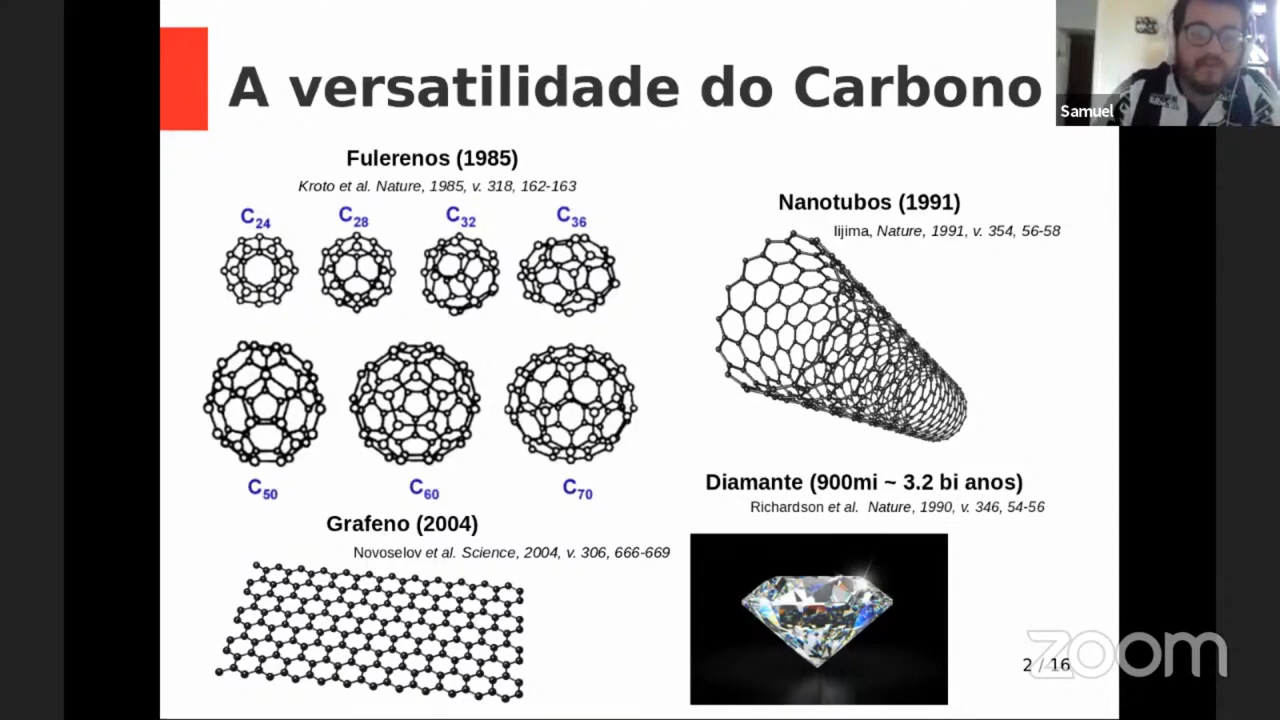 A versatilidade do Carbono
Samuel
Fulerenos (1985)
Kroto et al. Nature, 1985, v. 318, 162-163
C24 C28 C32 C36
C50 C60 C70
Nanotubos (1991)
Iijima, Nature, 1991, v. 354, 56-58
Grafeno (2004)
Novoselov et al. Science, 2004, v. 306, 666-669
Diamante (900mi ~ 3.2 bi anos)
Richardson et al. Nature, 1990, v. 346, 54-56
2 / 16
zoom